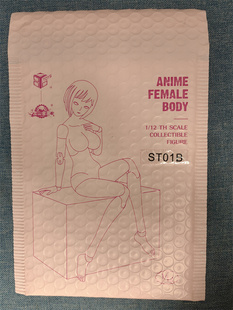 ANIME
FEMALE
BODY
1/12 TH SCALE
COLLECTIBLE
FIGURE
ST01B